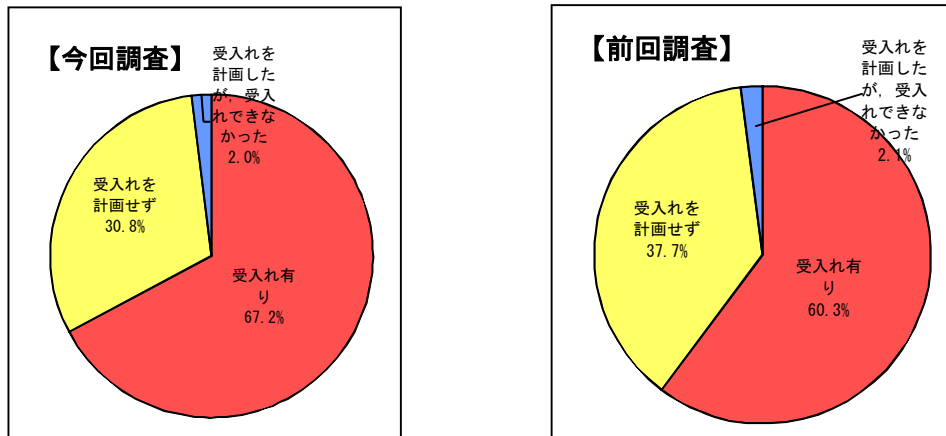 【今回調査】
受入れを
計画した
が，受入
れできな
かった
2.0%
受入れを
計画せず
30.8%
受入れ有
り
67.2%
【前回調査】
受入れを
計画した
が，受入
れできな
かった
2.1%
受入れを
計画せず
37.7%
受入れ有
り
60.3%